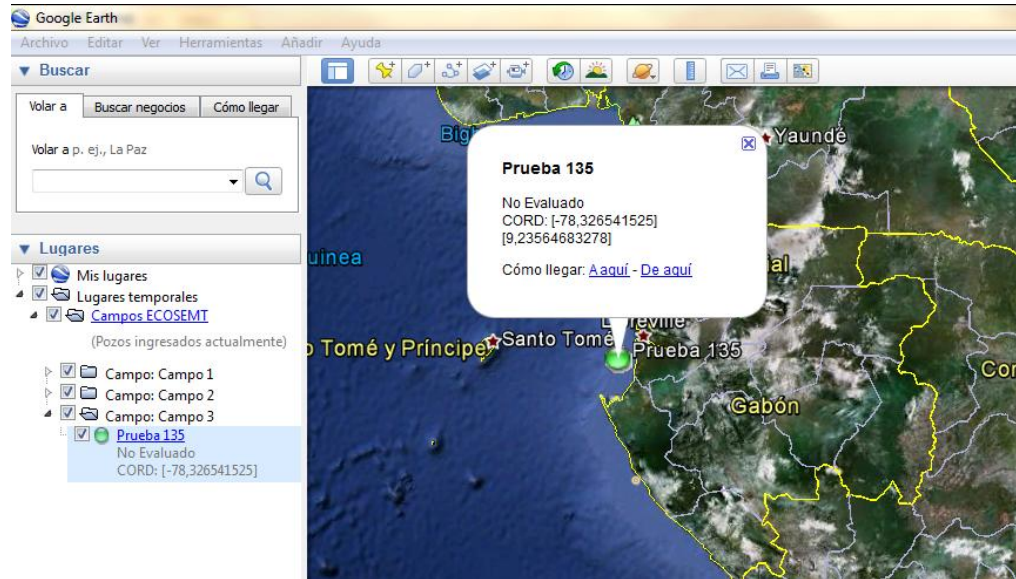 Google Earth
Archivo Editar Ver Herramientas Añadir Ayuda
Buscar
Volar a Buscar negocios Cómo llegar
Volar a p. ej., La Paz
Lugares
Mis lugares
Lugares temporales
Campos ECOSEMT
(Pozos ingresados actualmente)
Campo: Campo 1
Campo: Campo 2
Campo: Campo 3
Prueba 135
No Evaluado
CORD: [-78,326541525]
Yaundé
Prueba 135
No Evaluado
CORD: [-78,326541525]
[9,23564683278]
Cómo llegar: A aquí - De aquí
uinea
ial
Santo Tomé
Prueba 135
o Tomé y Príncipe
Gabón